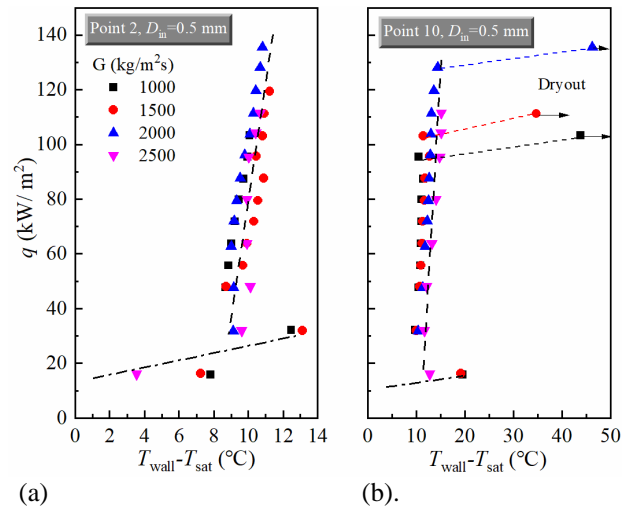 Point 2, Din=0.5 mm
G (kg/m²s)
1000
1500
2000
2500
140
120
100
80
60
40
20
0
q (kW/ m²)
0 2 4 6 8 10 12 14
Twall-Tsat (°C)
(a)
Point 10, Din=0.5 mm
Dryout
0 10 20 30 40 50
Twall-Tsat (°C)
(b).